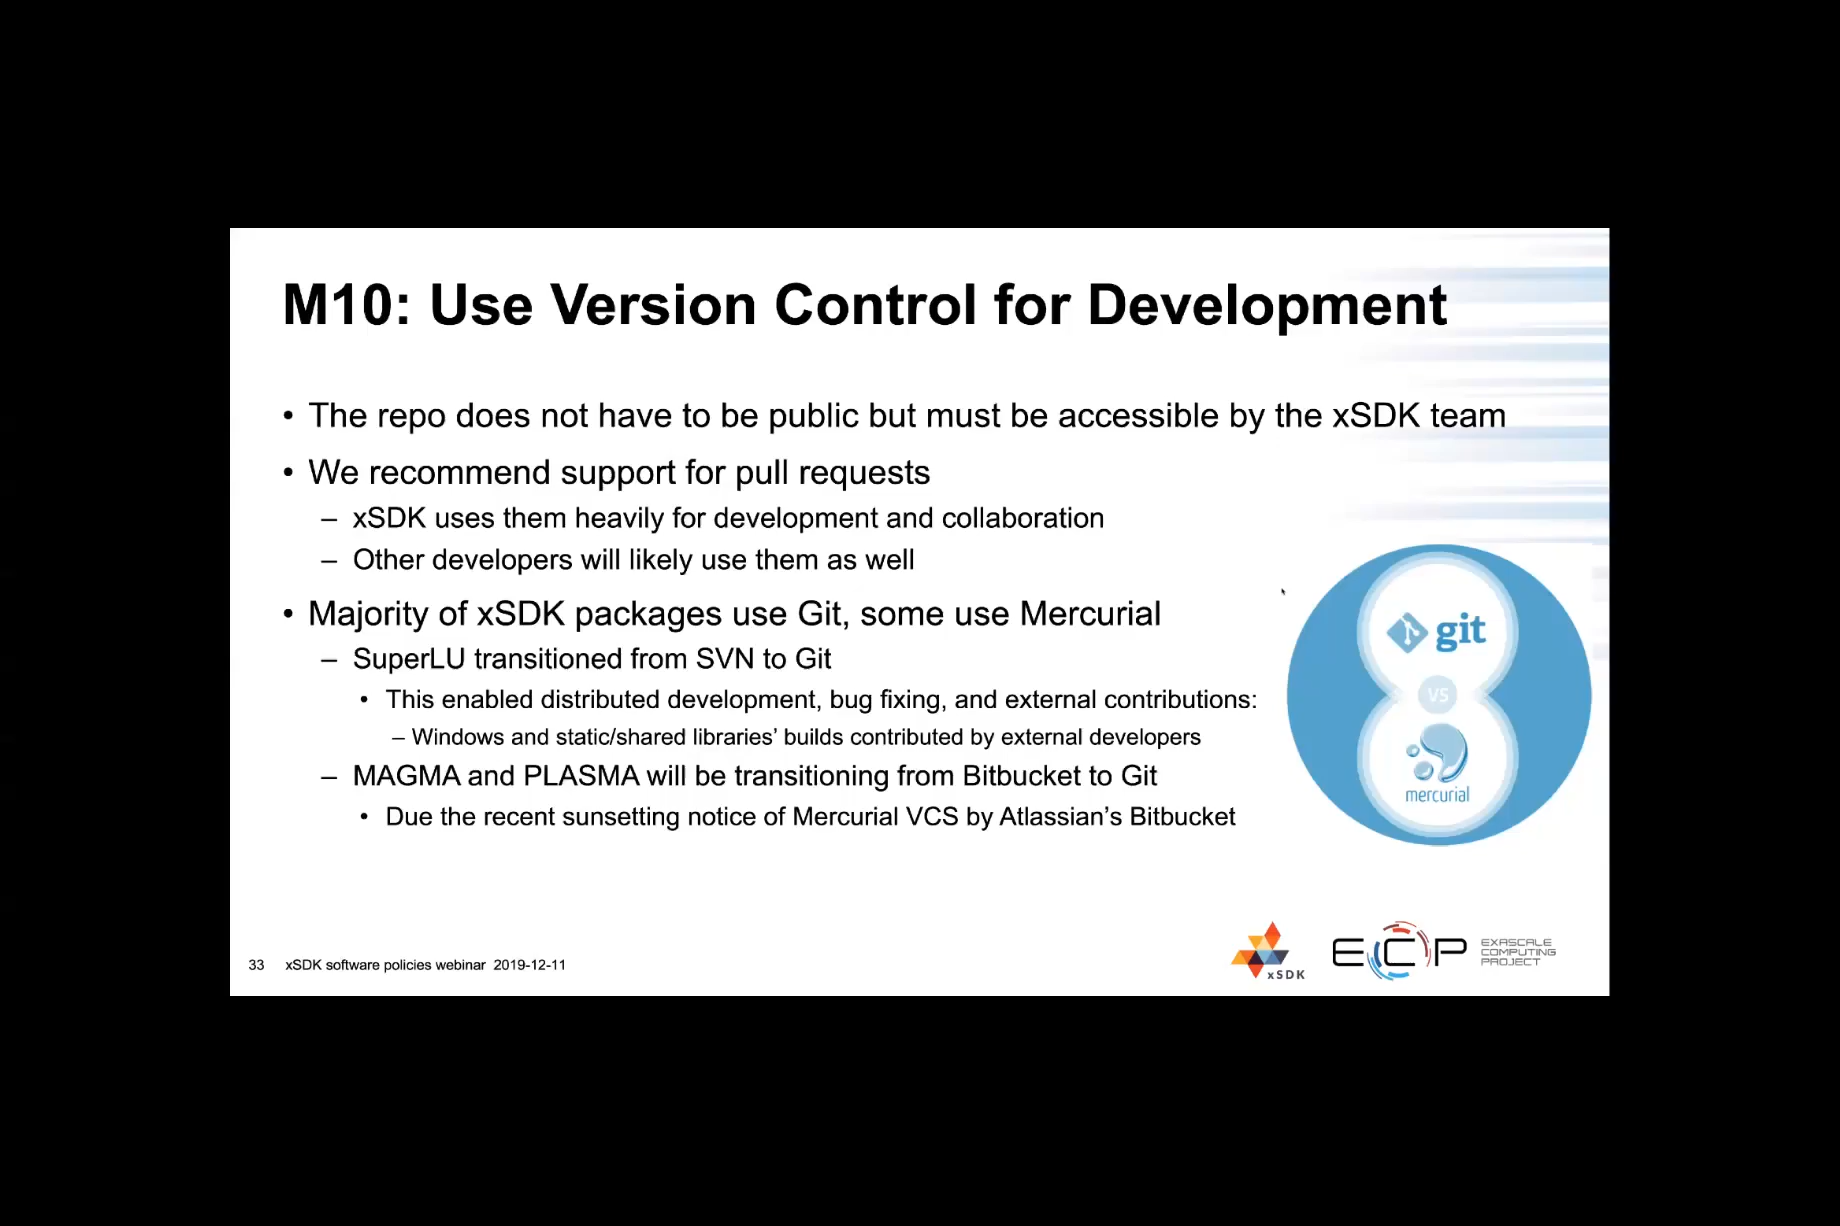 M10: Use Version Control for Development
• The repo does not have to be public but must be accessible by the xSDK team
• We recommend support for pull requests
– xSDK uses them heavily for development and collaboration
– Other developers will likely use them as well
• Majority of xSDK packages use Git, some use Mercurial
– SuperLU transitioned from SVN to Git
• This enabled distributed development, bug fixing, and external contributions:
– Windows and static/shared libraries’ builds contributed by external developers
– MAGMA and PLASMA will be transitioning from Bitbucket to Git
• Due the recent sunsetting notice of Mercurial VCS by Atlassian’s Bitbucket
git
VS
mercurial
33 xSDK software policies webinar 2019-12-11
xSDK
ECP
EXASCALE
COMPUTING
PROJECT